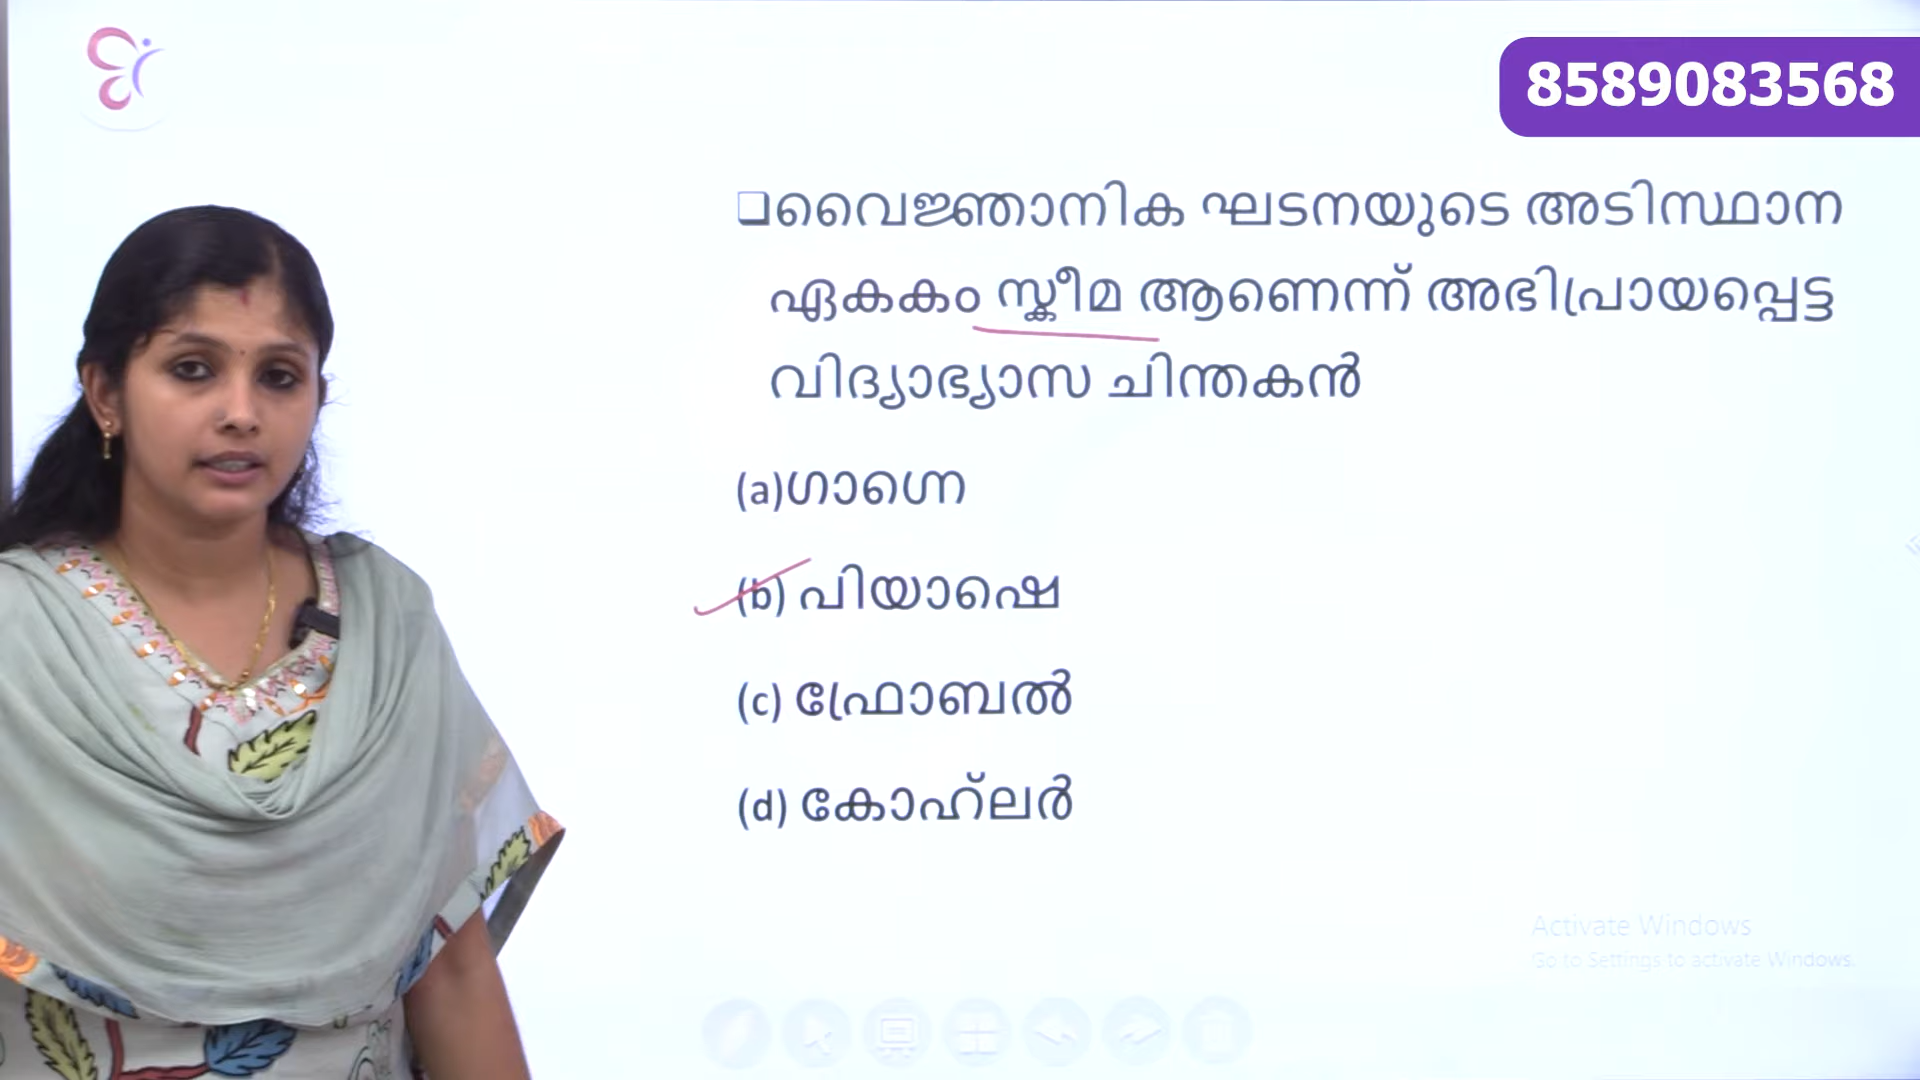 8589083568
❑വൈജ്ഞാനിക ഘടനയുടെ അടിസ്ഥാന
ഏകകം സ്കീമ ആണെന്ന് അഭിപ്രായപ്പെട്ട
വിദ്യാഭ്യാസ ചിന്തകൻ
(a)ഗാഗ്നെ
(b) പിയാഷെ
(c) ഫ്രോബൽ
(d) കോഹ്‌ലർ
Activate Windows
Go to Settings to activate Windows.